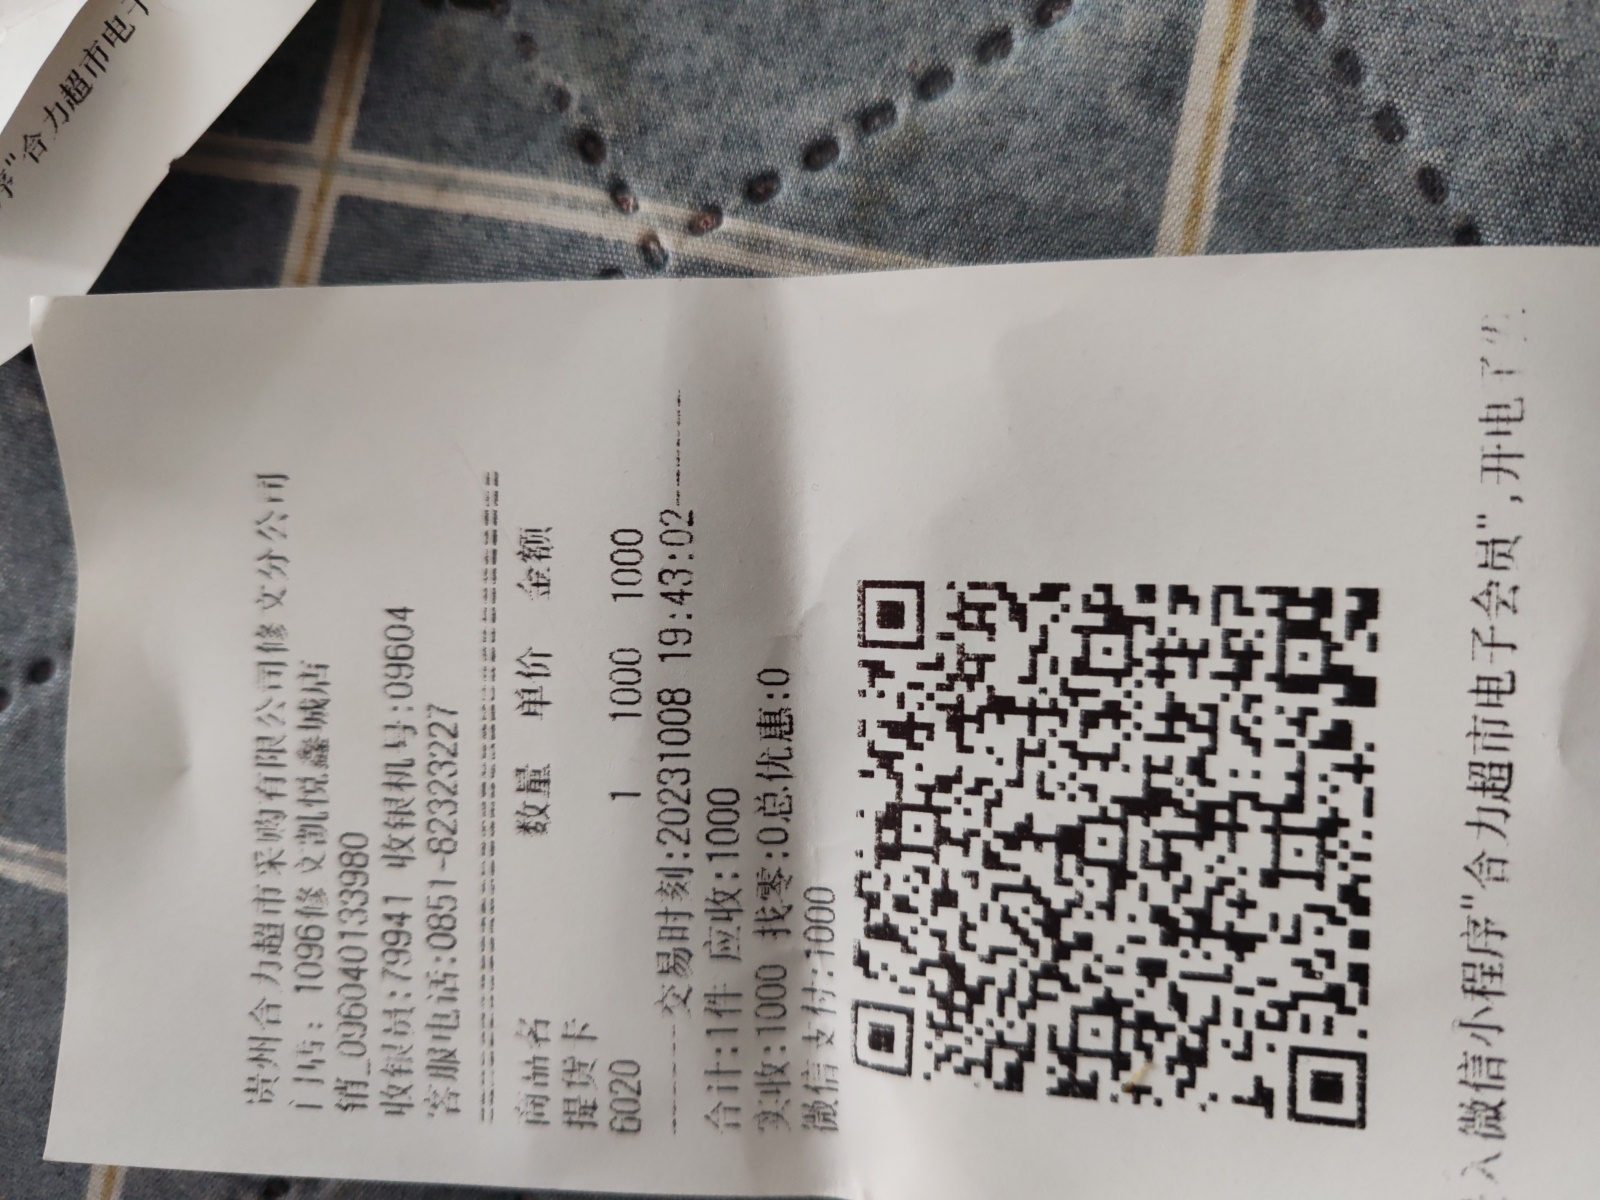 贵州合力超市采购有限公司修文分公司
门店: 1096修文凯悦鑫城店
销_0960401133980
收银员:79941 收银机号:09604
客服电话:0851-82323227
商品名 数量 单价 金额
提货卡
6020 1 1000 1000
交易时刻:20231008 19:43:02
合计:1件 应收:1000
实收:1000 找零:0总优惠:0
微信支付:1000
入微信小程序"合力超市电子会员",开电子
序"合力超市电子